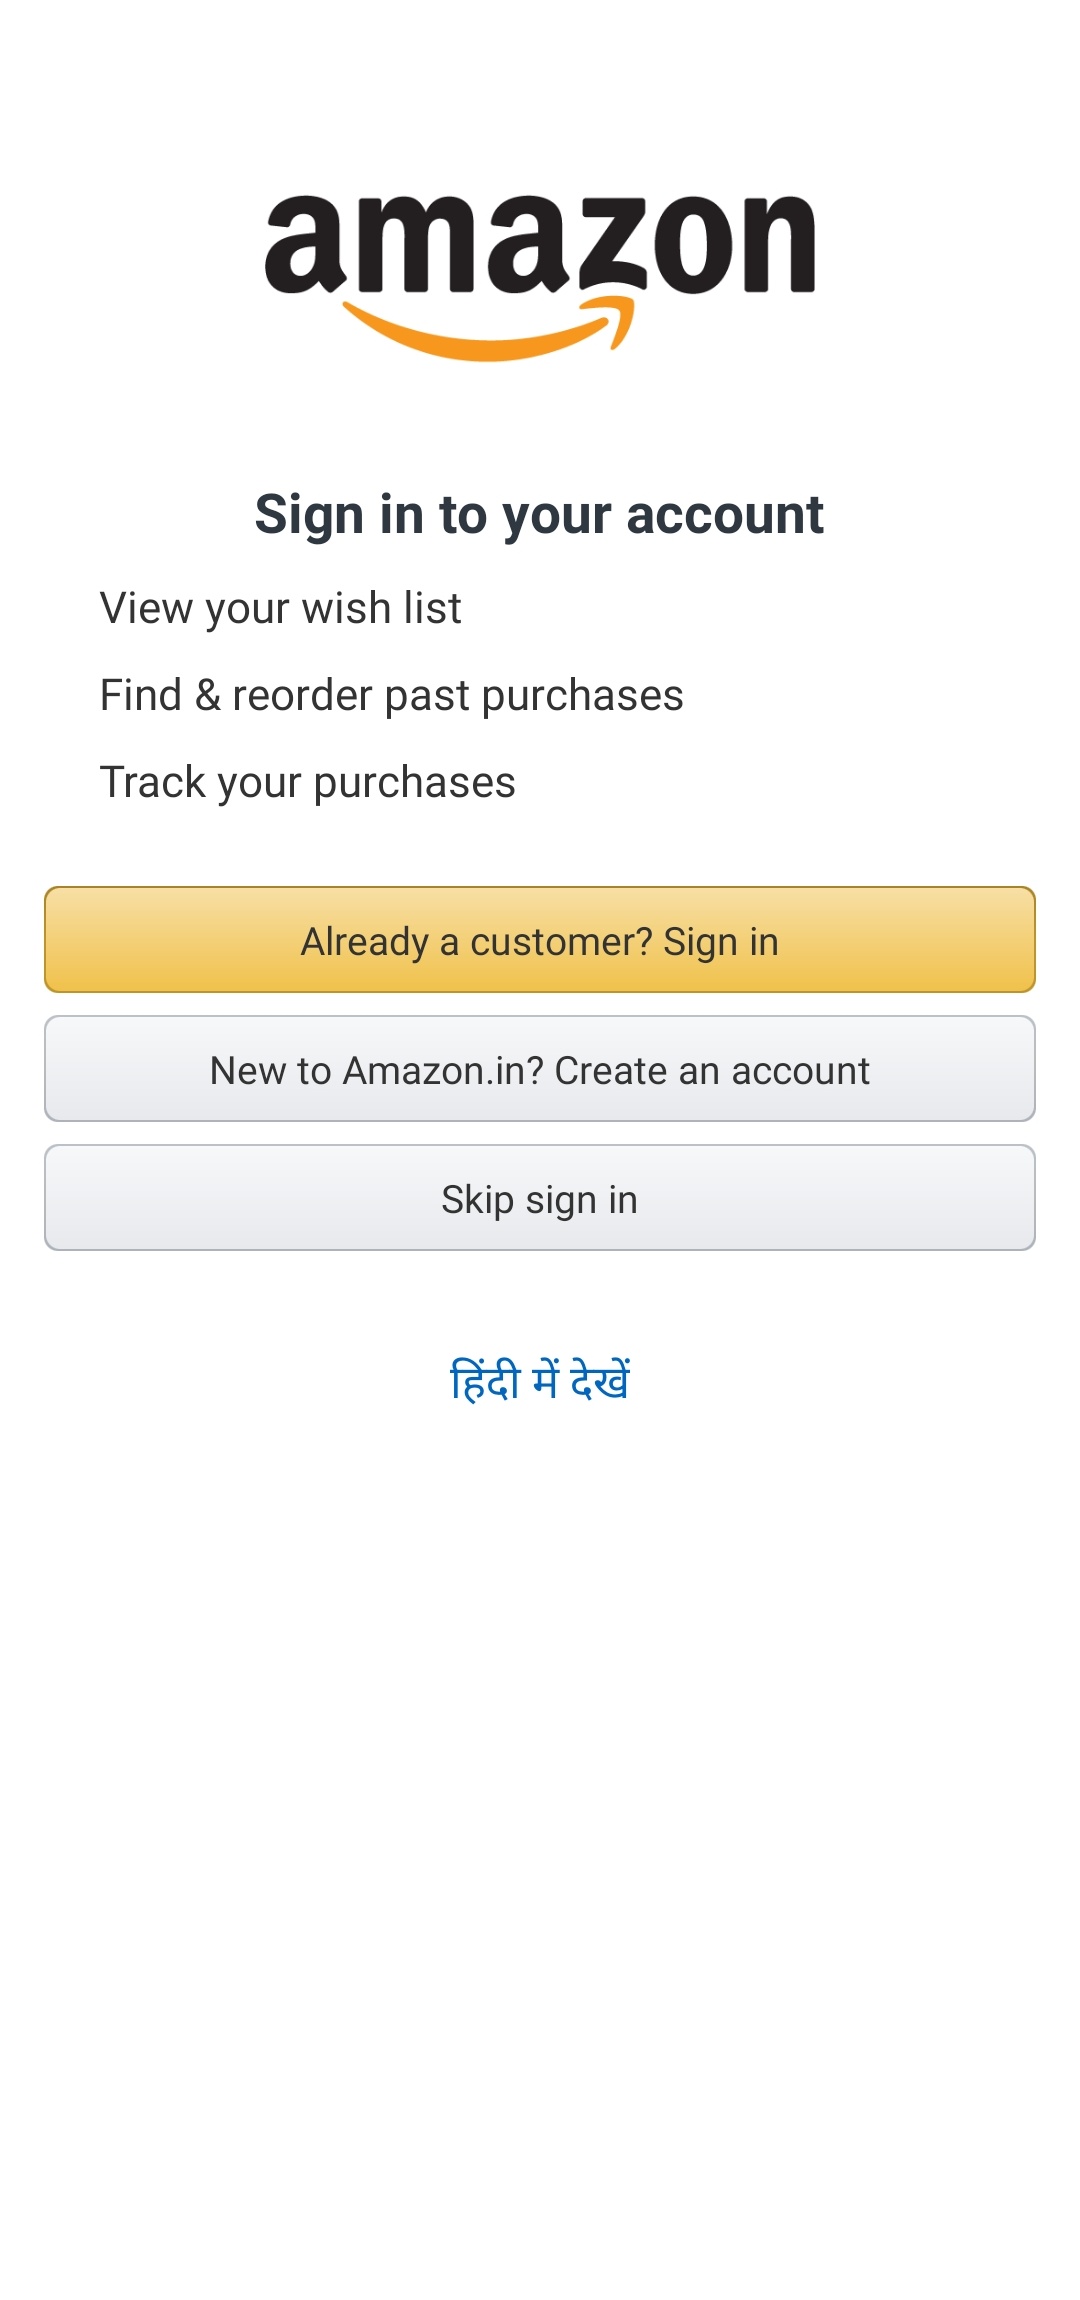 amazon
Sign in to your account
View your wish list
Find & reorder past purchases
Track your purchases
Already a customer? Sign in
New to Amazon.in? Create an account
Skip sign in
हिंदी में देखें